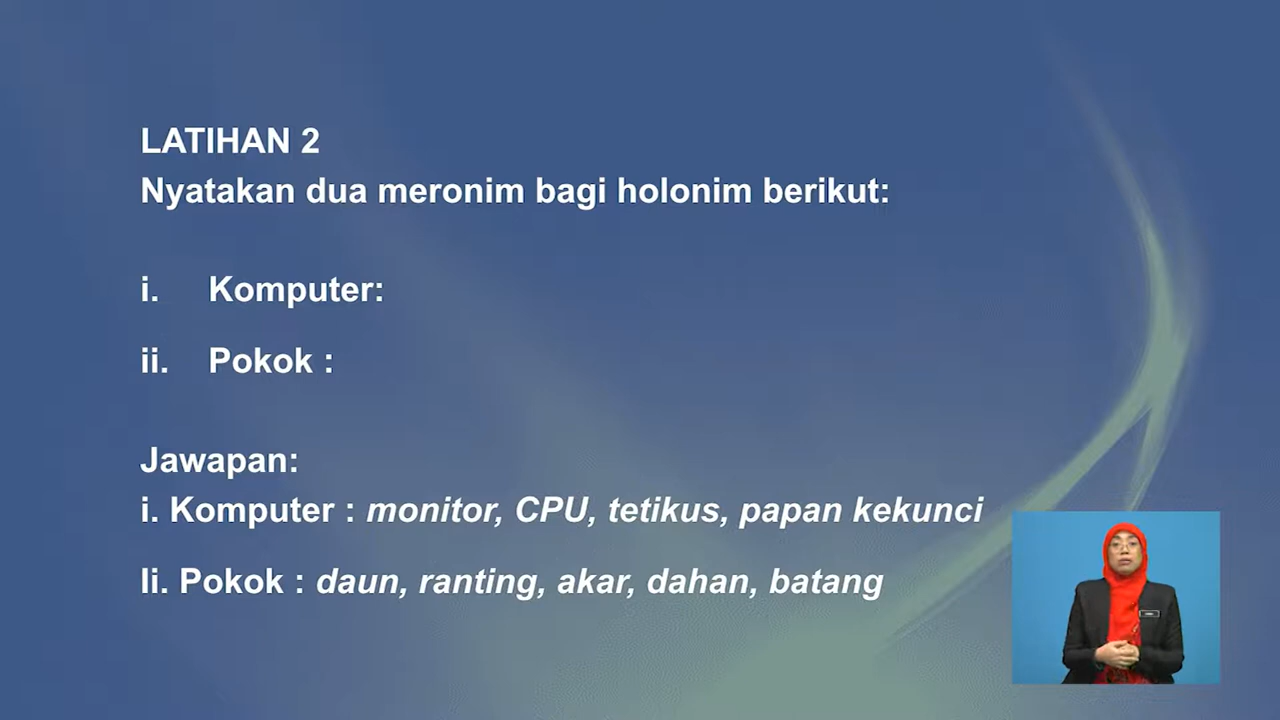 LATIHAN 2
Nyatakan dua meronim bagi holonim berikut:
i. Komputer:
ii. Pokok :
Jawapan:
i. Komputer : monitor, CPU, tetikus, papan kekunci
Ii. Pokok : daun, ranting, akar, dahan, batang